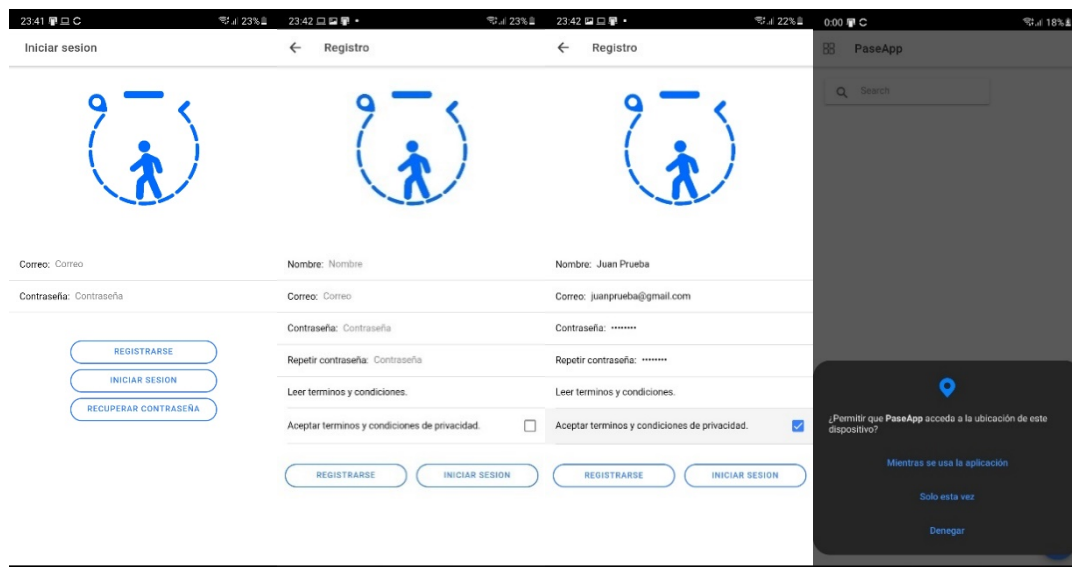 23:41
23%
Iniciar sesion
Correo: Correo
Contraseña: Contraseña
REGISTRARSE
INICIAR SESION
RECUPERAR CONTRASEÑA
23:42
23%
Registro
Nombre: Nombre
Correo: Correo
Contraseña: Contraseña
Repetir contraseña: Contraseña
Leer terminos y condiciones.
Aceptar terminos y condiciones de privacidad.
REGISTRARSE
INICIAR SESION
23:42
22%
Registro
Nombre: Juan Prueba
Correo: juanprueba@gmail.com
Contraseña: ••••••••
Repetir contraseña: ••••••••
Leer terminos y condiciones.
Aceptar terminos y condiciones de privacidad.
REGISTRARSE
INICIAR SESION
0:00
18%
PaseApp
Search
¿Permitir que PaseApp acceda a la ubicación de este
dispositivo?
Mientras se usa la aplicación
Solo esta vez
Denegar